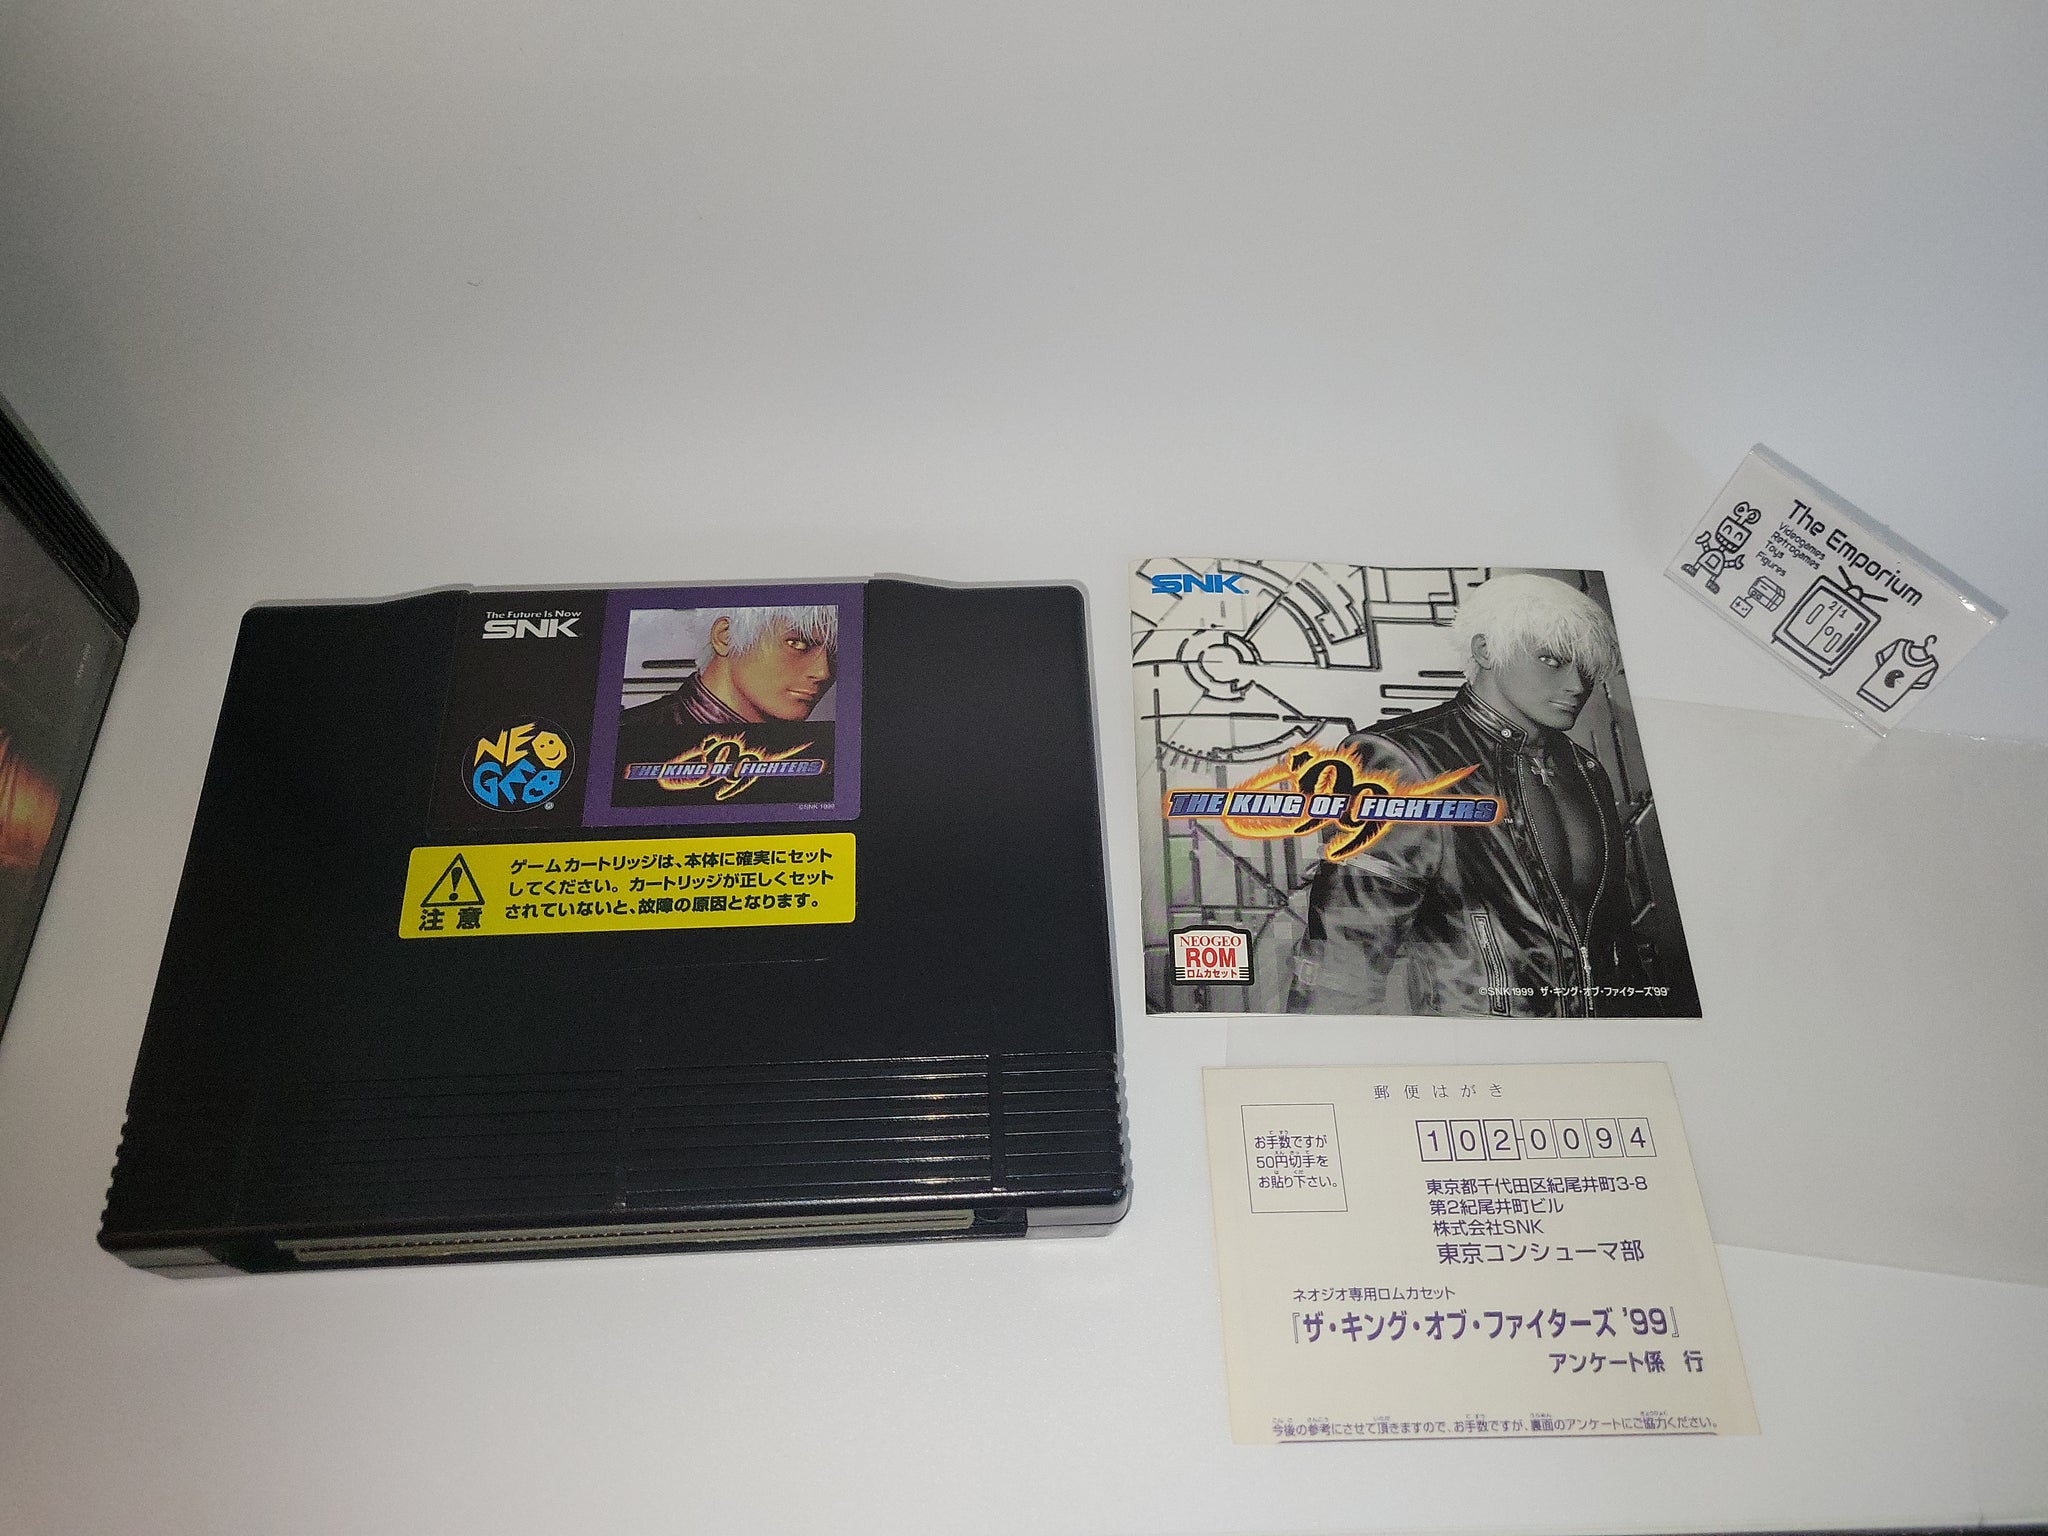 The Future Is Now
SNK
NEO
GEO
®
'99
THE KING OF FIGHTERS
©SNK 1999
注意
ゲームカートリッジは、本体に確実にセット
してください。カートリッジが正しくセット
されていないと、故障の原因となります。
SNK®
'99
THE KING OF FIGHTERS™
NEOGEO
ROM
ロムカセット
©SNK 1999 ザ・キング・オブ・ファイターズ'99
The Emporium
Videogames
Retrogames
Toys
Figures
郵便はがき
お手数ですが
50円切手を
お貼り下さい。
102-0094
東京都千代田区紀尾井町3-8
第2紀尾井町ビル
株式会社SNK
東京コンシューマ部
ネオジオ専用ロムカセット
『ザ・キング・オブ・ファイターズ '99』
アンケート係 行
今後の参考にさせて頂きますので、お手数ですが、裏面のアンケートにご協力ください。